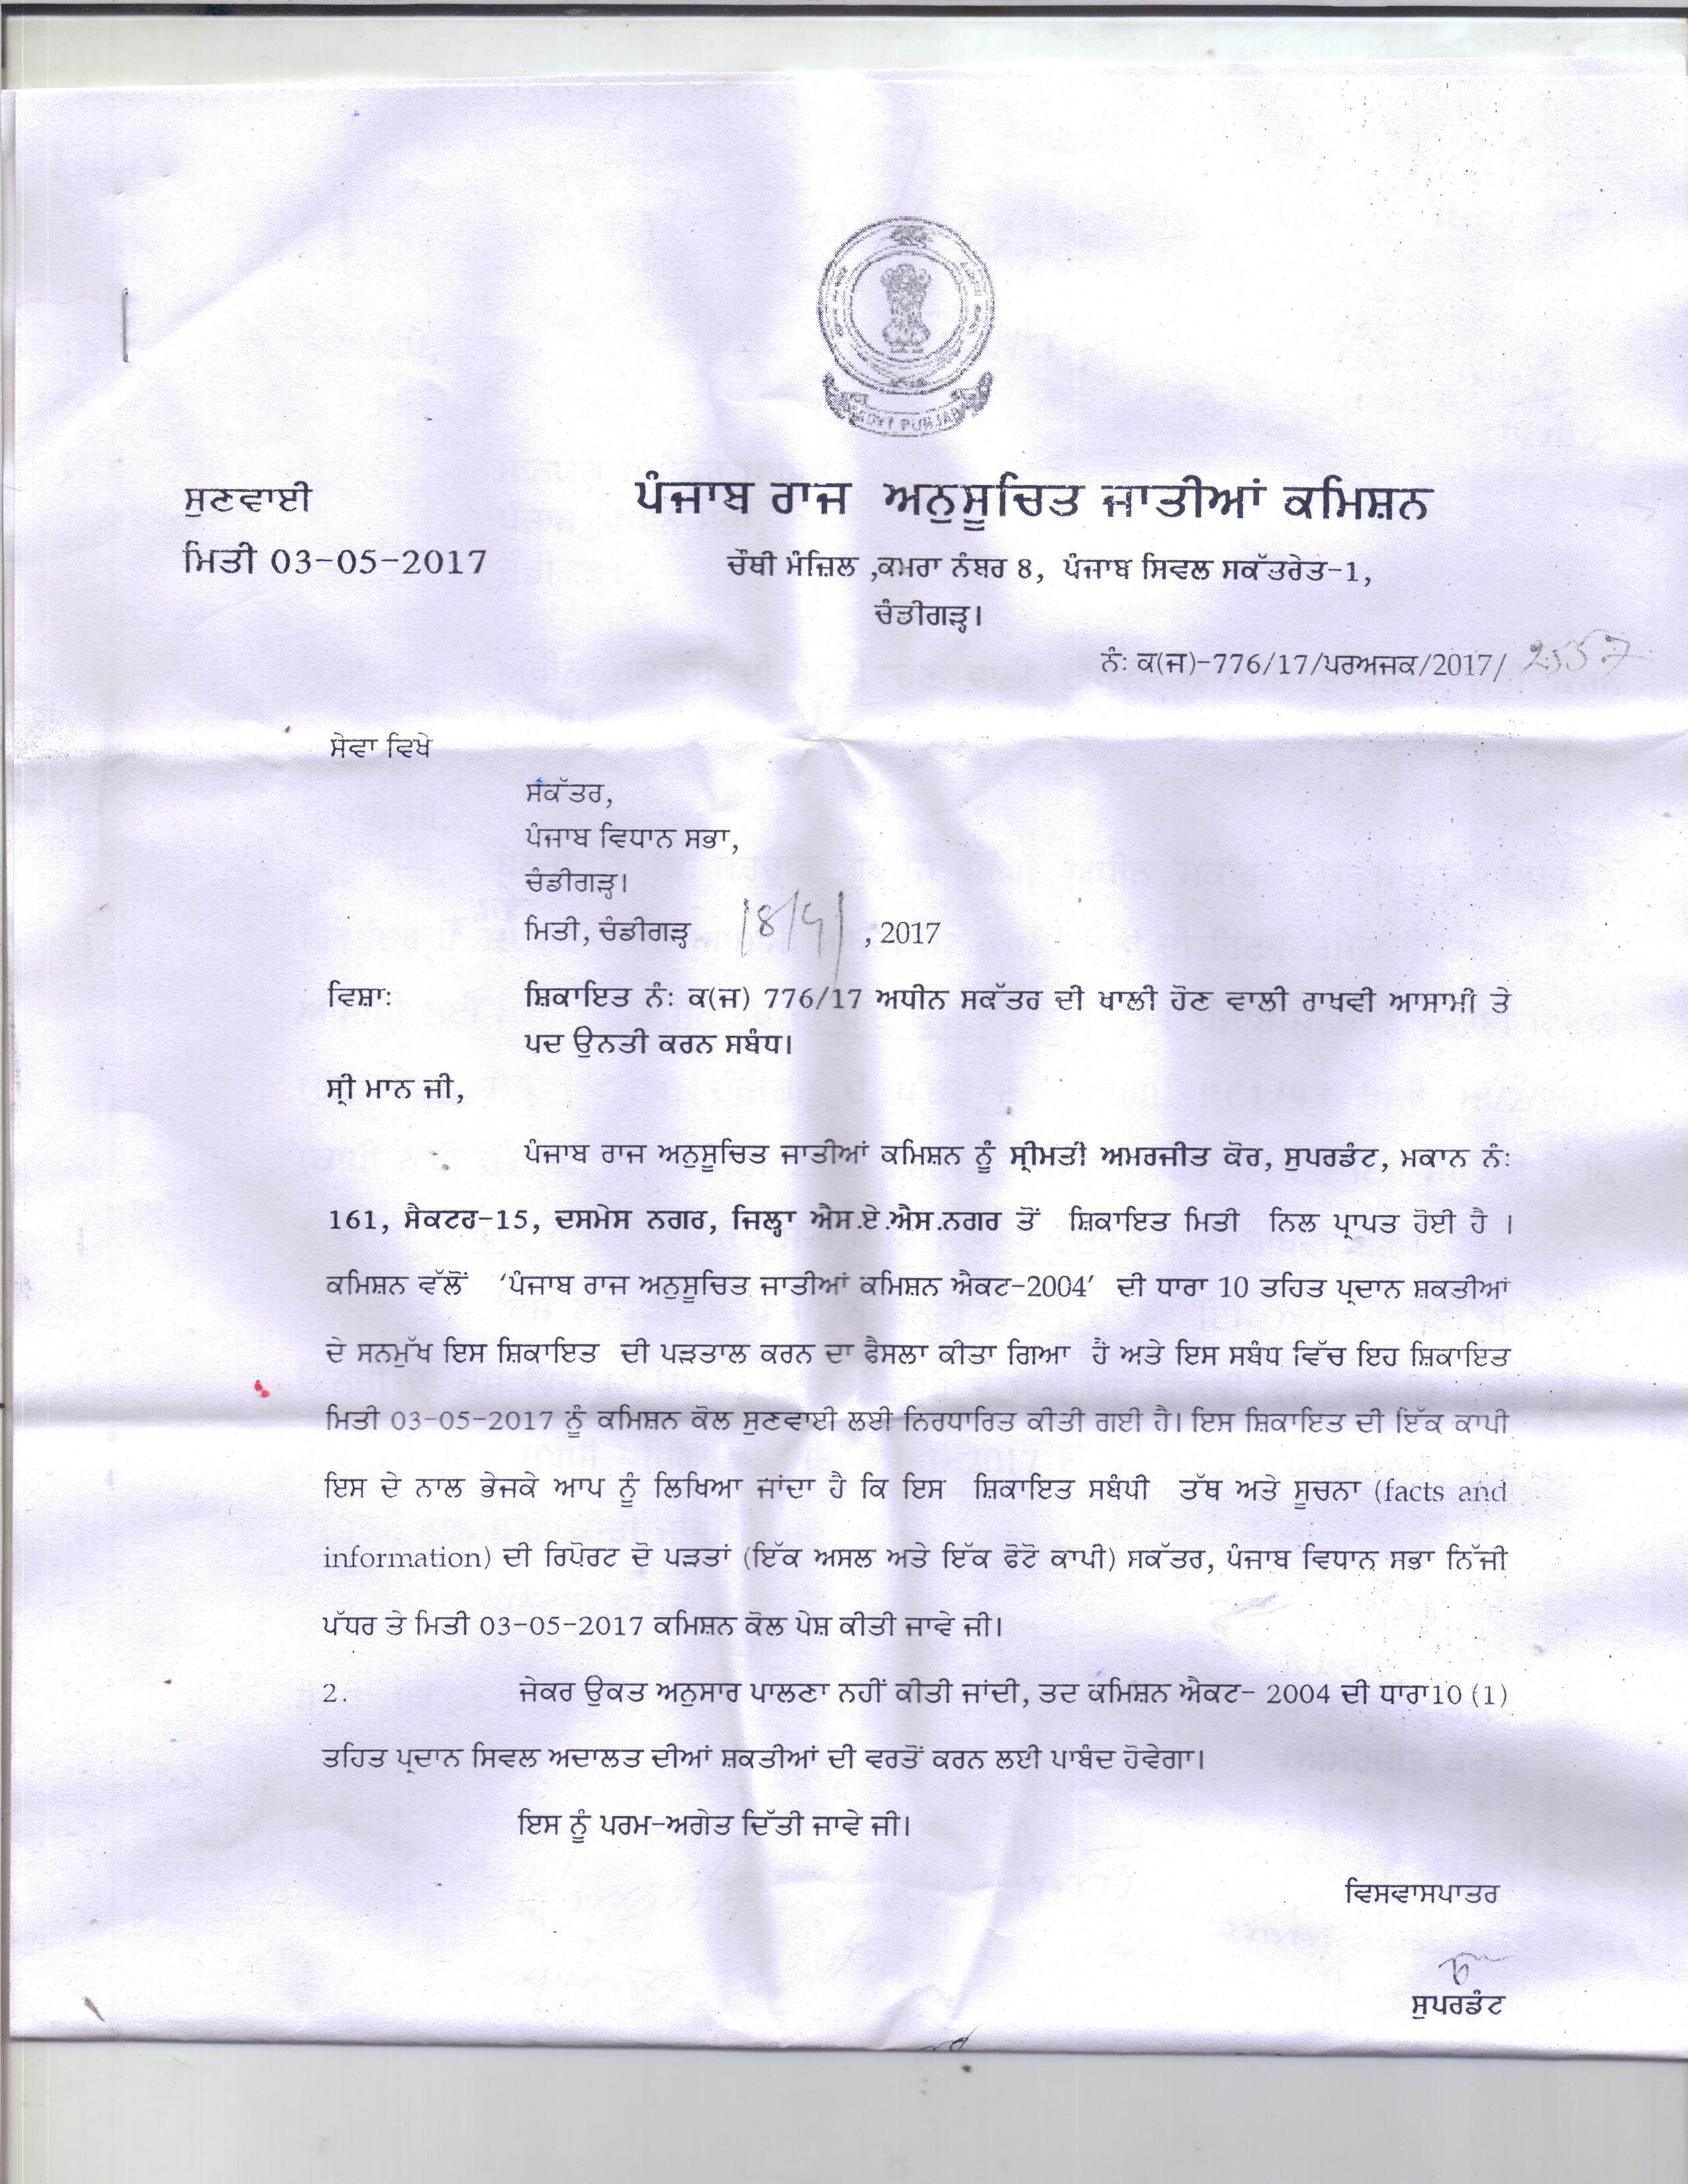 GOVT PUNJAB
ਸੁਣਵਾਈ
ਮਿਤੀ 03-05-2017
ਪੰਜਾਬ ਰਾਜ ਅਨੁਸੂਚਿਤ ਜਾਤੀਆਂ ਕਮਿਸ਼ਨ
ਚੌਥੀ ਮੰਜ਼ਿਲ ,ਕਮਰਾ ਨੰਬਰ 8, ਪੰਜਾਬ ਸਿਵਲ ਸਕੱਤਰੇਤ-1,
ਚੰਡੀਗੜ੍ਹ।
ਨੰ: ਕ(ਜ)-776/17/ਪਰਅਜਕ/2017/
ਸੇਵਾ ਵਿਖੇ
ਸਕੱਤਰ,
ਪੰਜਾਬ ਵਿਧਾਨ ਸਭਾ,
ਚੰਡੀਗੜ੍ਹ।
ਮਿਤੀ, ਚੰਡੀਗੜ੍ਹ 18/4/, 2017
ਵਿਸ਼ਾ: ਸ਼ਿਕਾਇਤ ਨੰ: ਕ(ਜ) 776/17 ਅਧੀਨ ਸਕੱਤਰ ਦੀ ਖਾਲੀ ਹੋਣ ਵਾਲੀ ਰਾਖਵੀ ਆਸਾਮੀ ਤੇ
ਪਦ ਉਨਤੀ ਕਰਨ ਸਬੰਧ।
ਸ੍ਰੀ ਮਾਨ ਜੀ,
ਪੰਜਾਬ ਰਾਜ ਅਨੁਸੂਚਿਤ ਜਾਤੀਆਂ ਕਮਿਸ਼ਨ ਨੂੰ ਸ੍ਰੀਮਤੀ ਅਮਰਜੀਤ ਕੋਰ, ਸੁਪਰਡੰਟ, ਮਕਾਨ ਨੰ:
161, ਸੈਕਟਰ-15, ਦਸਮੇਸ ਨਗਰ, ਜਿਲ੍ਹਾ ਐਸ.ਏ.ਐਸ.ਨਗਰ ਤੋਂ ਸ਼ਿਕਾਇਤ ਮਿਤੀ ਨਿਲ ਪ੍ਰਾਪਤ ਹੋਈ ਹੈ ।
ਕਮਿਸ਼ਨ ਵੱਲੋਂ ‘ਪੰਜਾਬ ਰਾਜ ਅਨੁਸੂਚਿਤ ਜਾਤੀਆਂ ਕਮਿਸ਼ਨ ਐਕਟ-2004’ ਦੀ ਧਾਰਾ 10 ਤਹਿਤ ਪ੍ਰਦਾਨ ਸ਼ਕਤੀਆਂ
ਦੇ ਸਨਮੁੱਖ ਇਸ ਸ਼ਿਕਾਇਤ ਦੀ ਪੜਤਾਲ ਕਰਨ ਦਾ ਫੈਸਲਾ ਕੀਤਾ ਗਿਆ ਹੈ ਅਤੇ ਇਸ ਸਬੰਧ ਵਿੱਚ ਇਹ ਸ਼ਿਕਾਇਤ
ਮਿਤੀ 03-05-2017 ਨੂੰ ਕਮਿਸ਼ਨ ਕੋਲ ਸੁਣਵਾਈ ਲਈ ਨਿਰਧਾਰਿਤ ਕੀਤੀ ਗਈ ਹੈ। ਇਸ ਸ਼ਿਕਾਇਤ ਦੀ ਇੱਕ ਕਾਪੀ
ਇਸ ਦੇ ਨਾਲ ਭੇਜਕੇ ਆਪ ਨੂੰ ਲਿਖਿਆ ਜਾਂਦਾ ਹੈ ਕਿ ਇਸ ਸ਼ਿਕਾਇਤ ਸਬੰਪੀ ਤੱਥ ਅਤੇ ਸੂਚਨਾ (facts and
information) ਦੀ ਰਿਪੋਰਟ ਦੋ ਪੜਤਾਂ (ਇੱਕ ਅਸਲ ਅਤੇ ਇੱਕ ਫੋਟੋ ਕਾਪੀ) ਸਕੱਤਰ, ਪੰਜਾਬ ਵਿਧਾਨ ਸਭਾ ਨਿੱਜੀ
ਪੱਧਰ ਤੇ ਮਿਤੀ 03-05-2017 ਕਮਿਸ਼ਨ ਕੋਲ ਪੇਸ਼ ਕੀਤੀ ਜਾਵੇ ਜੀ।
2. ਜੇਕਰ ਉਕਤ ਅਨੁਸਾਰ ਪਾਲਣਾ ਨਹੀਂ ਕੀਤੀ ਜਾਂਦੀ, ਤਦ ਕਮਿਸ਼ਨ ਐਕਟ- 2004 ਦੀ ਧਾਰਾ10 (1)
ਤਹਿਤ ਪ੍ਰਦਾਨ ਸਿਵਲ ਅਦਾਲਤ ਦੀਆਂ ਸ਼ਕਤੀਆਂ ਦੀ ਵਰਤੋਂ ਕਰਨ ਲਈ ਪਾਬੰਦ ਹੋਵੇਗਾ।
ਇਸ ਨੂੰ ਪਰਮ-ਅਗੇਤ ਦਿੱਤੀ ਜਾਵੇ ਜੀ।
ਵਿਸਵਾਸਪਾਤਰ
ਸੁਪਰਡੰਟ